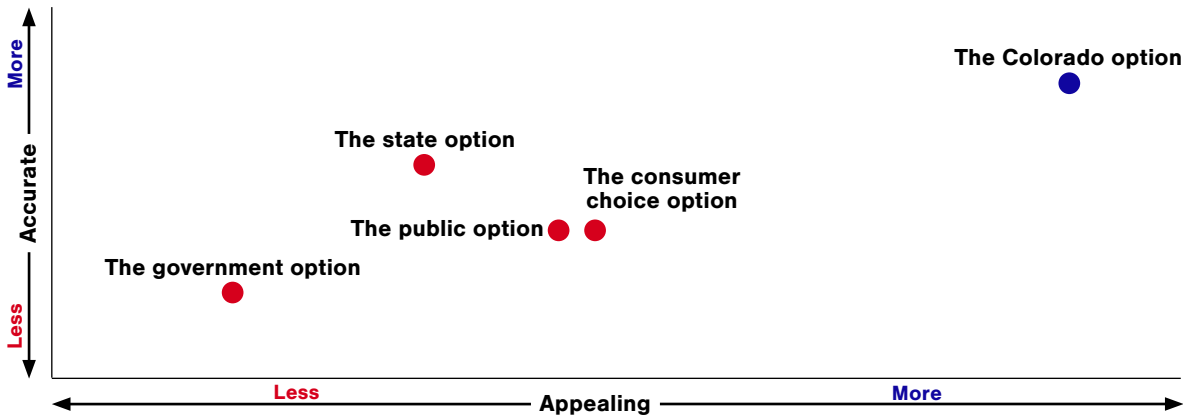 More
The Colorado option
The state option
The consumer
choice option
Accurate
The public option
The government option
Less
Less
More
Appealing